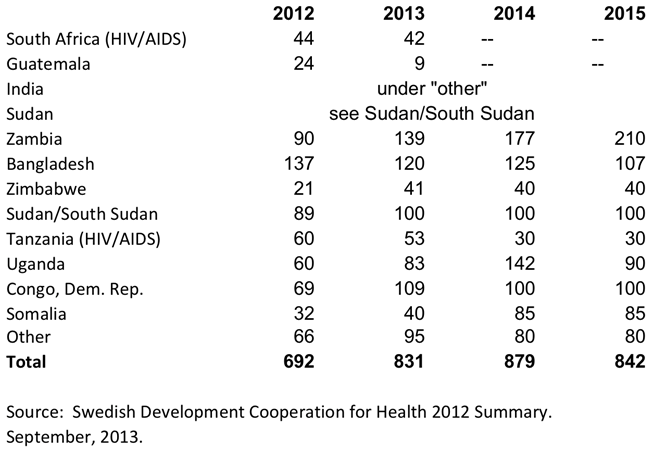 2012 2013 2014 2015
South Africa (HIV/AIDS) 44 42 -- --
Guatemala 24 9 -- --
India under "other"
Sudan see Sudan/South Sudan
Zambia 90 139 177 210
Bangladesh 137 120 125 107
Zimbabwe 21 41 40 40
Sudan/South Sudan 89 100 100 100
Tanzania (HIV/AIDS) 60 53 30 30
Uganda 60 83 142 90
Congo, Dem. Rep. 69 109 100 100
Somalia 32 40 85 85
Other 66 95 80 80
Total 692 831 879 842
Source: Swedish Development Cooperation for Health 2012 Summary.
September, 2013.